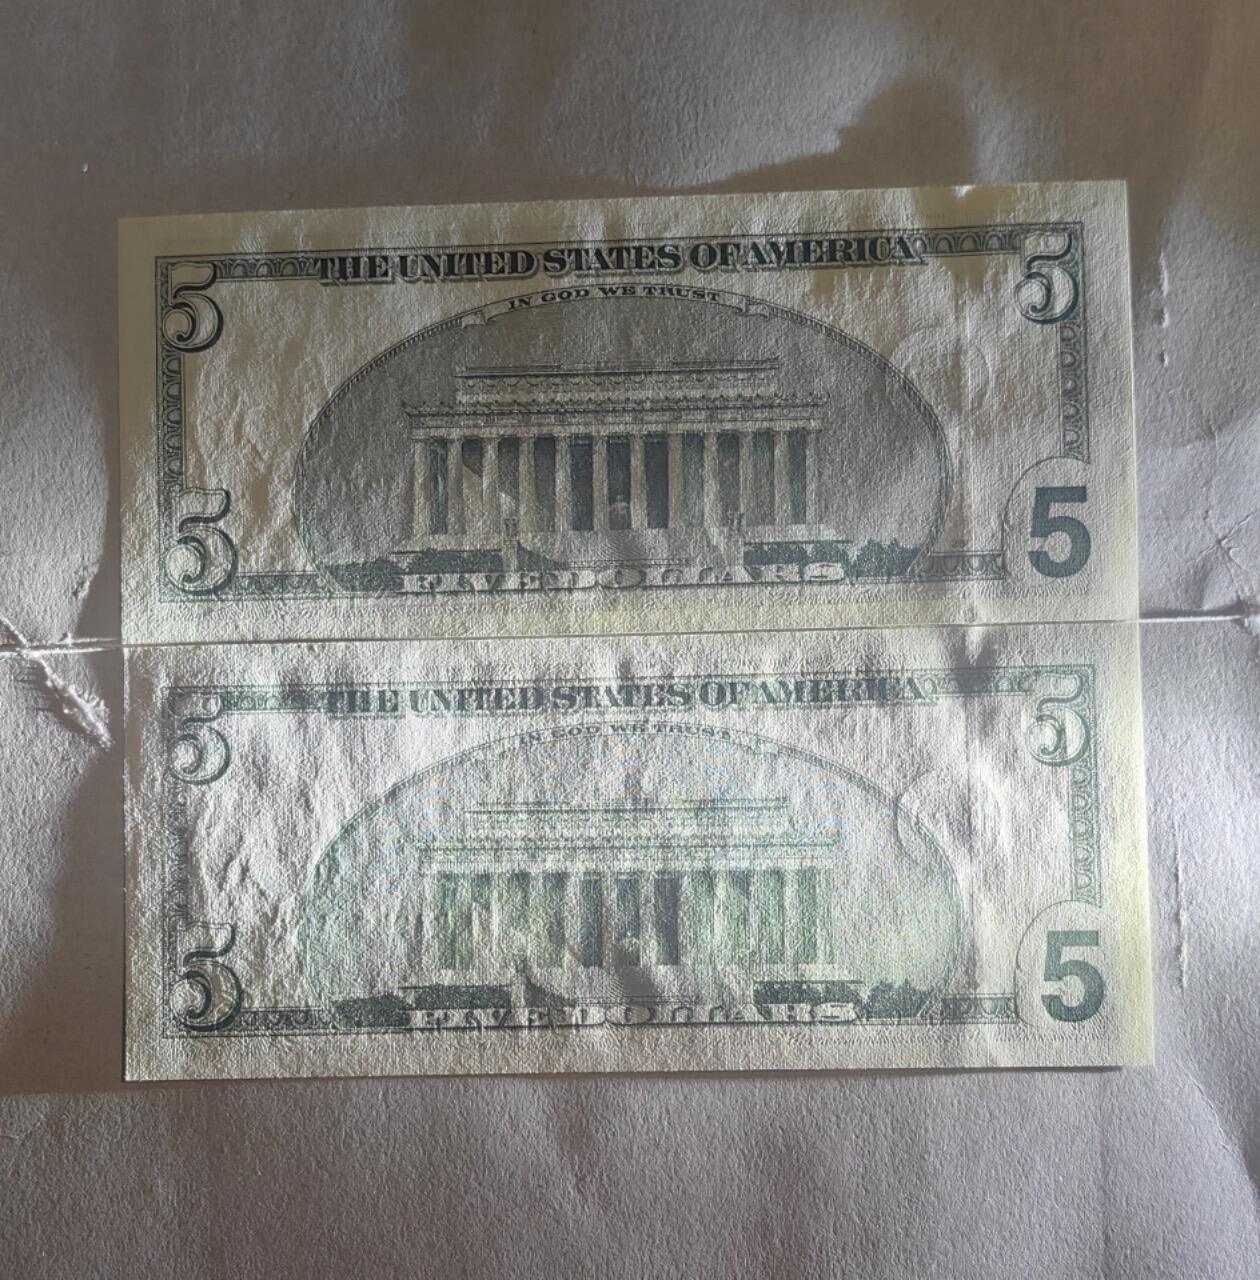 THE UNITED STATES OF AMERICA
5 5
IN GOD WE TRUST
5 5
FIVE DOLLARS
THE UNITED STATES OF AMERICA
5 5
IN GOD WE TRUST
5 5
FIVE DOLLARS